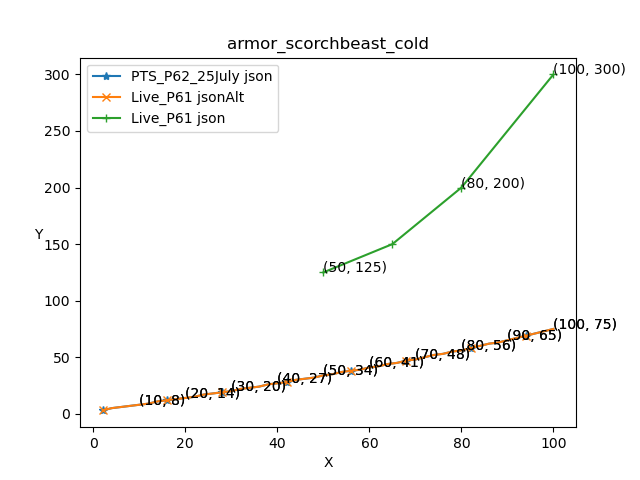 armor_scorchbeast_cold
PTS_P62_25July json
Live_P61 jsonAlt
Live_P61 json
300
250
200
150
100
50
0
Y
(100, 300)
(80, 200)
(50, 125)
(100, 75)
(90, 65)
(80, 56)
(70, 48)
(60, 41)
(50, 34)
(40, 27)
(30, 20)
(20, 14)
(10, 8)
0 20 40 60 80 100
X